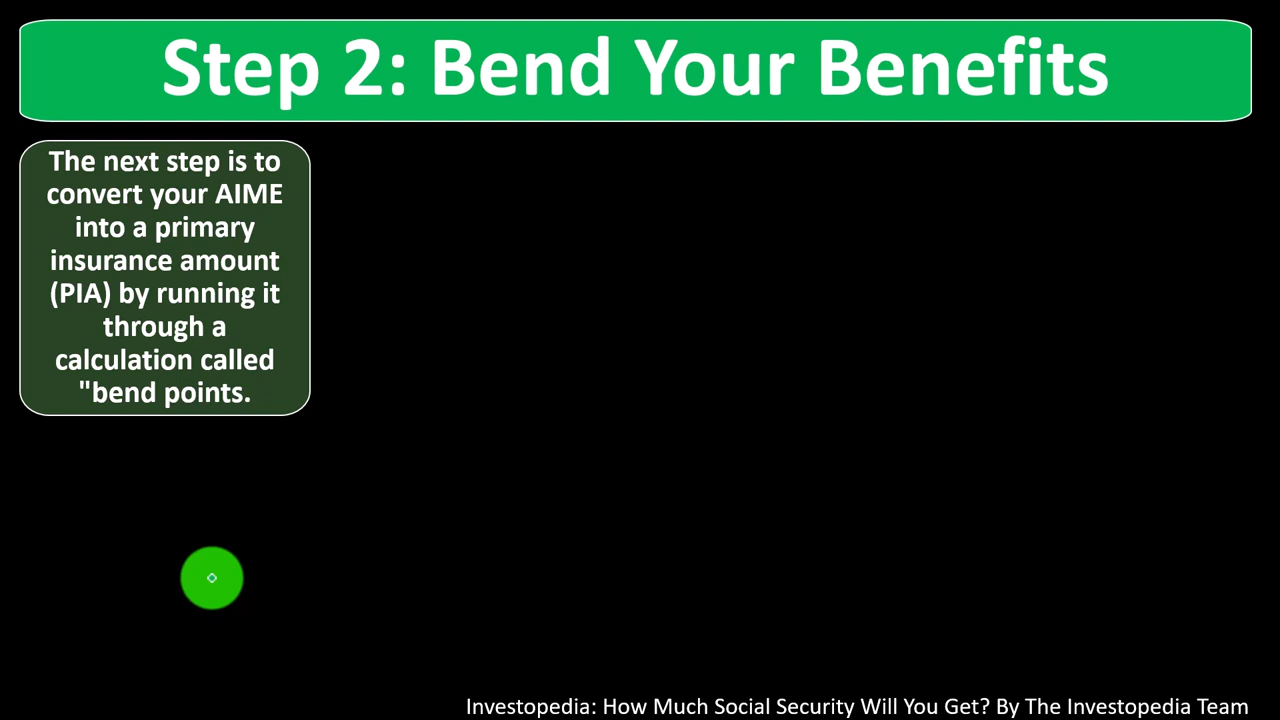 Step 2: Bend Your Benefits
The next step is to
convert your AIME
into a primary
insurance amount
(PIA) by running it
through a
calculation called
"bend points.
Investopedia: How Much Social Security Will You Get? By The Investopedia Team